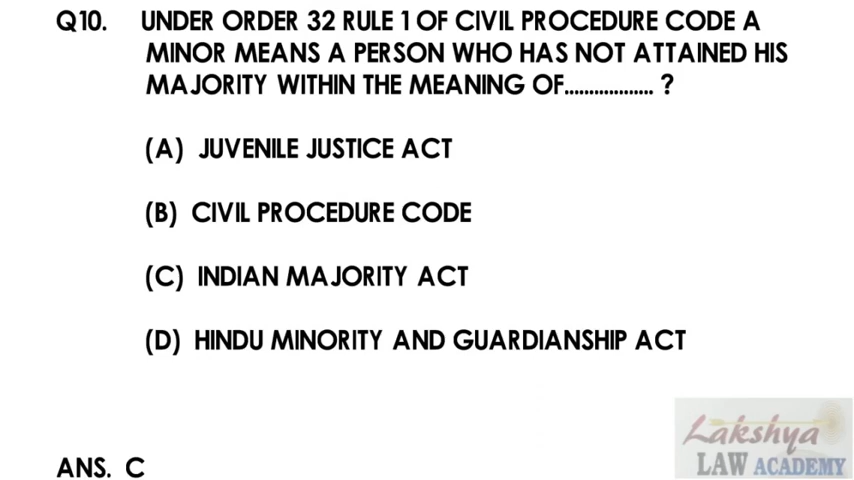 Q10. UNDER ORDER 32 RULE 1 OF CIVIL PROCEDURE CODE A
MINOR MEANS A PERSON WHO HAS NOT ATTAINED HIS
MAJORITY WITHIN THE MEANING OF................... ?
(A) JUVENILE JUSTICE ACT
(B) CIVIL PROCEDURE CODE
(C) INDIAN MAJORITY ACT
(D) HINDU MINORITY AND GUARDIANSHIP ACT
ANS. C
Lakshya
LAW ACADEMY